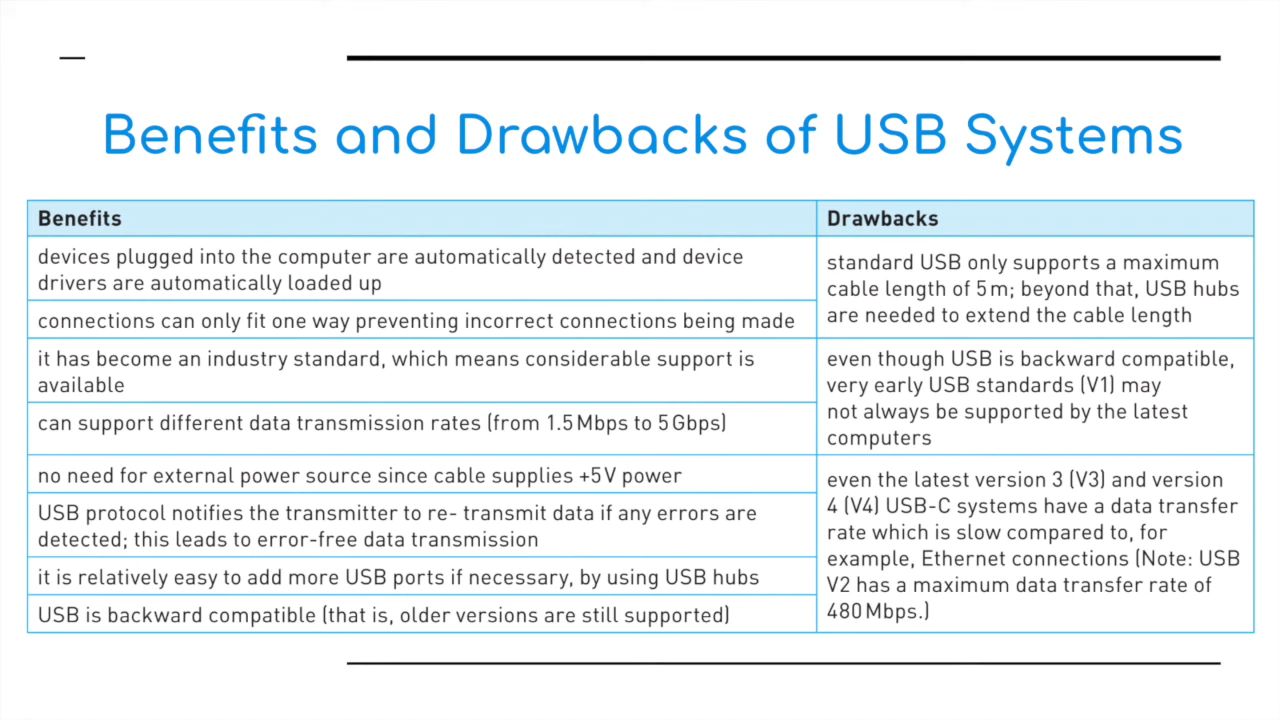 Benefits and Drawbacks of USB Systems
Benefits
devices plugged into the computer are automatically detected and device
drivers are automatically loaded up
connections can only fit one way preventing incorrect connections being made
it has become an industry standard, which means considerable support is
available
can support different data transmission rates (from 1.5 Mbps to 5 Gbps)
no need for external power source since cable supplies +5 V power
USB protocol notifies the transmitter to re- transmit data if any errors are
detected; this leads to error-free data transmission
it is relatively easy to add more USB ports if necessary, by using USB hubs
USB is backward compatible (that is, older versions are still supported)
Drawbacks
standard USB only supports a maximum
cable length of 5 m; beyond that, USB hubs
are needed to extend the cable length
even though USB is backward compatible,
very early USB standards (V1) may
not always be supported by the latest
computers
even the latest version 3 (V3) and version
4 (V4) USB-C systems have a data transfer
rate which is slow compared to, for
example, Ethernet connections (Note: USB
V2 has a maximum data transfer rate of
480 Mbps.)